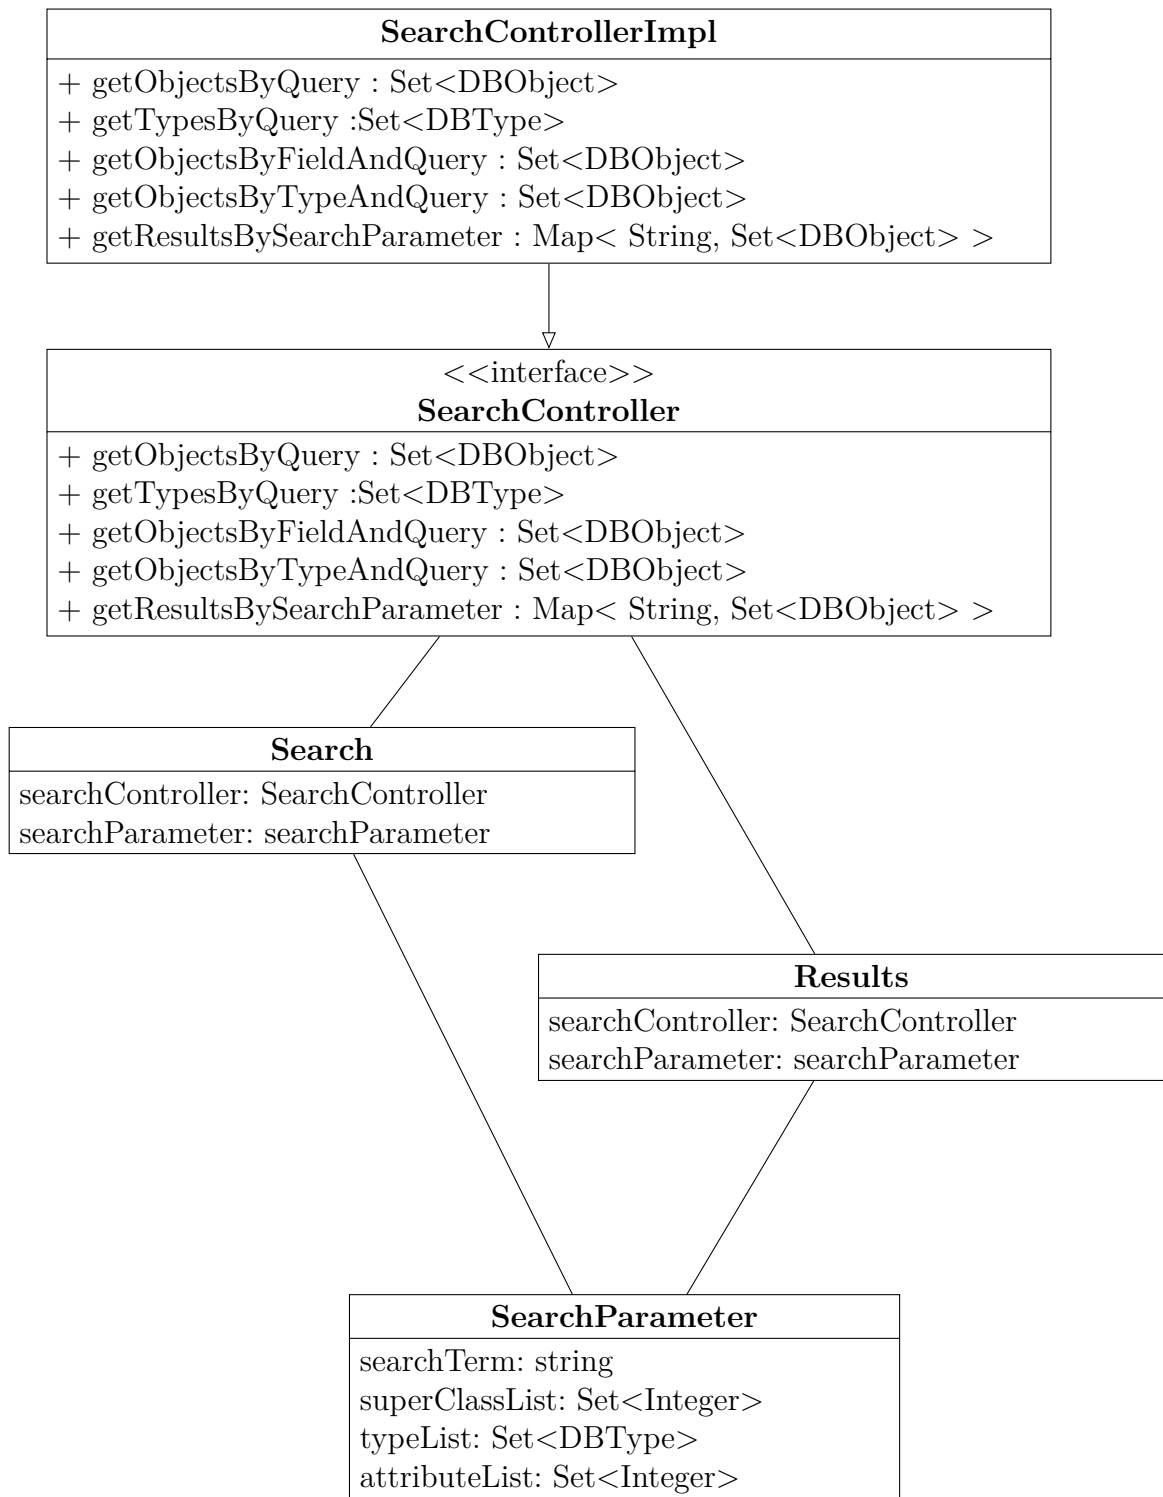 SearchControllerImpl
+ getObjectsByQuery : Set<DBObject>
+ getTypesByQuery :Set<DBType>
+ getObjectsByFieldAndQuery : Set<DBObject>
+ getObjectsByTypeAndQuery : Set<DBObject>
+ getResultsBySearchParameter : Map< String, Set<DBObject> >
<<interface>>
SearchController
+ getObjectsByQuery : Set<DBObject>
+ getTypesByQuery :Set<DBType>
+ getObjectsByFieldAndQuery : Set<DBObject>
+ getObjectsByTypeAndQuery : Set<DBObject>
+ getResultsBySearchParameter : Map< String, Set<DBObject> >
Search
searchController: SearchController
searchParameter: searchParameter
Results
searchController: SearchController
searchParameter: searchParameter
SearchParameter
searchTerm: string
superClassList: Set<Integer>
typeList: Set<DBType>
attributeList: Set<Integer>